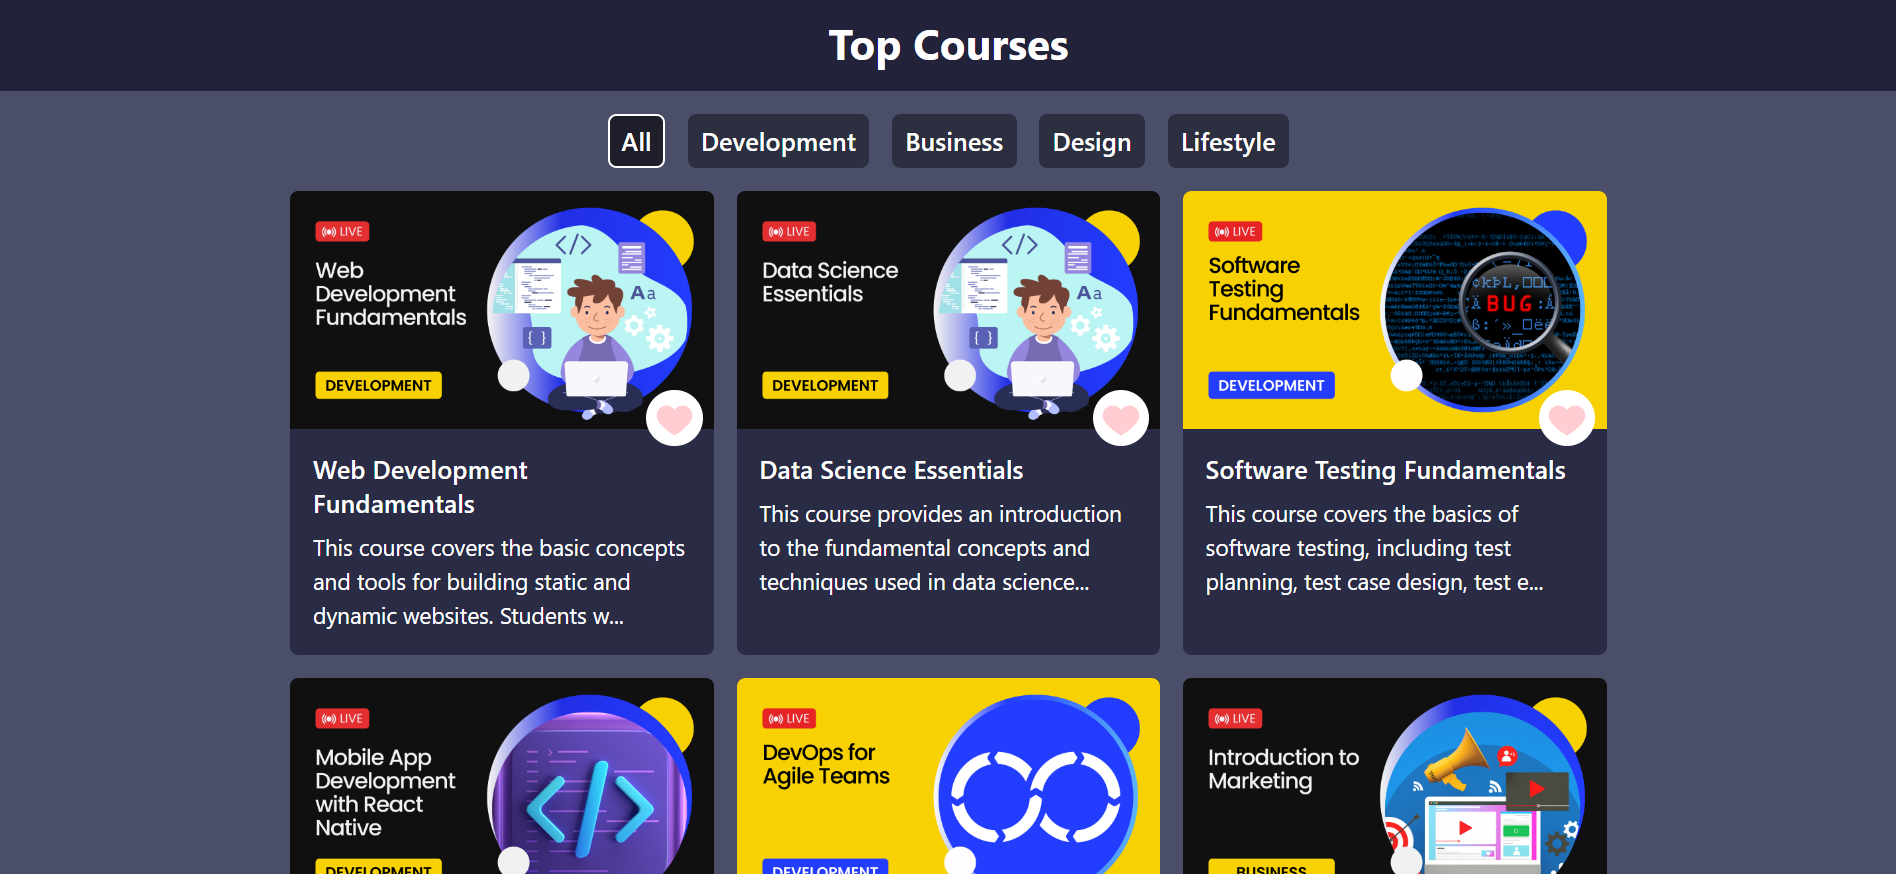 Top Courses
All
Development
Business
Design
Lifestyle
LIVE
Web
Development
Fundamentals
</>
Aa
{ }
DEVELOPMENT
Web Development
Fundamentals
This course covers the basic concepts
and tools for building static and
dynamic websites. Students w...
LIVE
Data Science
Essentials
</>
Aa
{ }
DEVELOPMENT
Data Science Essentials
This course provides an introduction
to the fundamental concepts and
techniques used in data science...
LIVE
Software
Testing
Fundamentals
BUG
DEVELOPMENT
Software Testing Fundamentals
This course covers the basics of
software testing, including test
planning, test case design, test e...
LIVE
Mobile App
Development
with React
Native
</>
DEVELOPMENT
LIVE
DevOps for
Agile Teams
DEVELOPMENT
LIVE
Introduction to
Marketing
BUSINESS